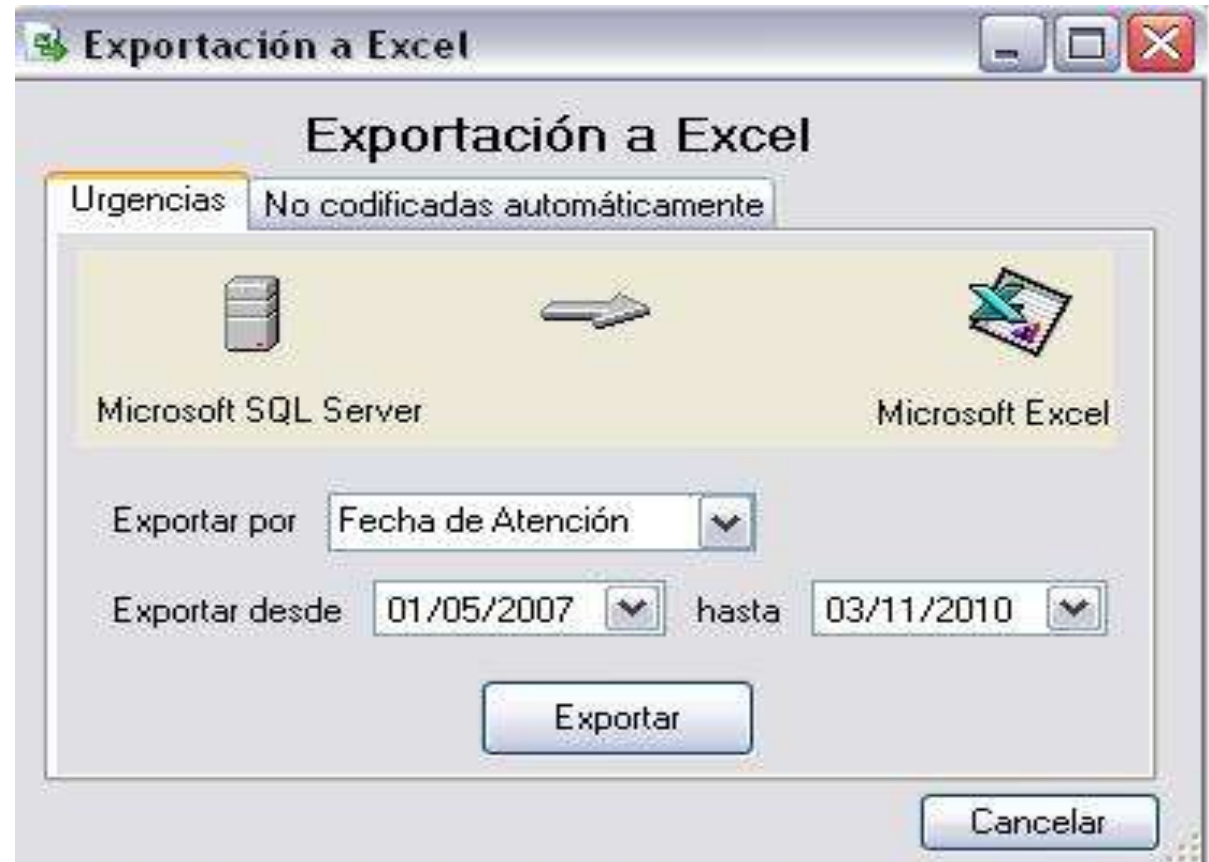 Exportación a Excel
Exportación a Excel
Urgencias No codificadas automáticamente
Microsoft SQL Server Microsoft Excel
Exportar por Fecha de Atención
Exportar desde 01/05/2007 hasta 03/11/2010
Exportar
Cancelar